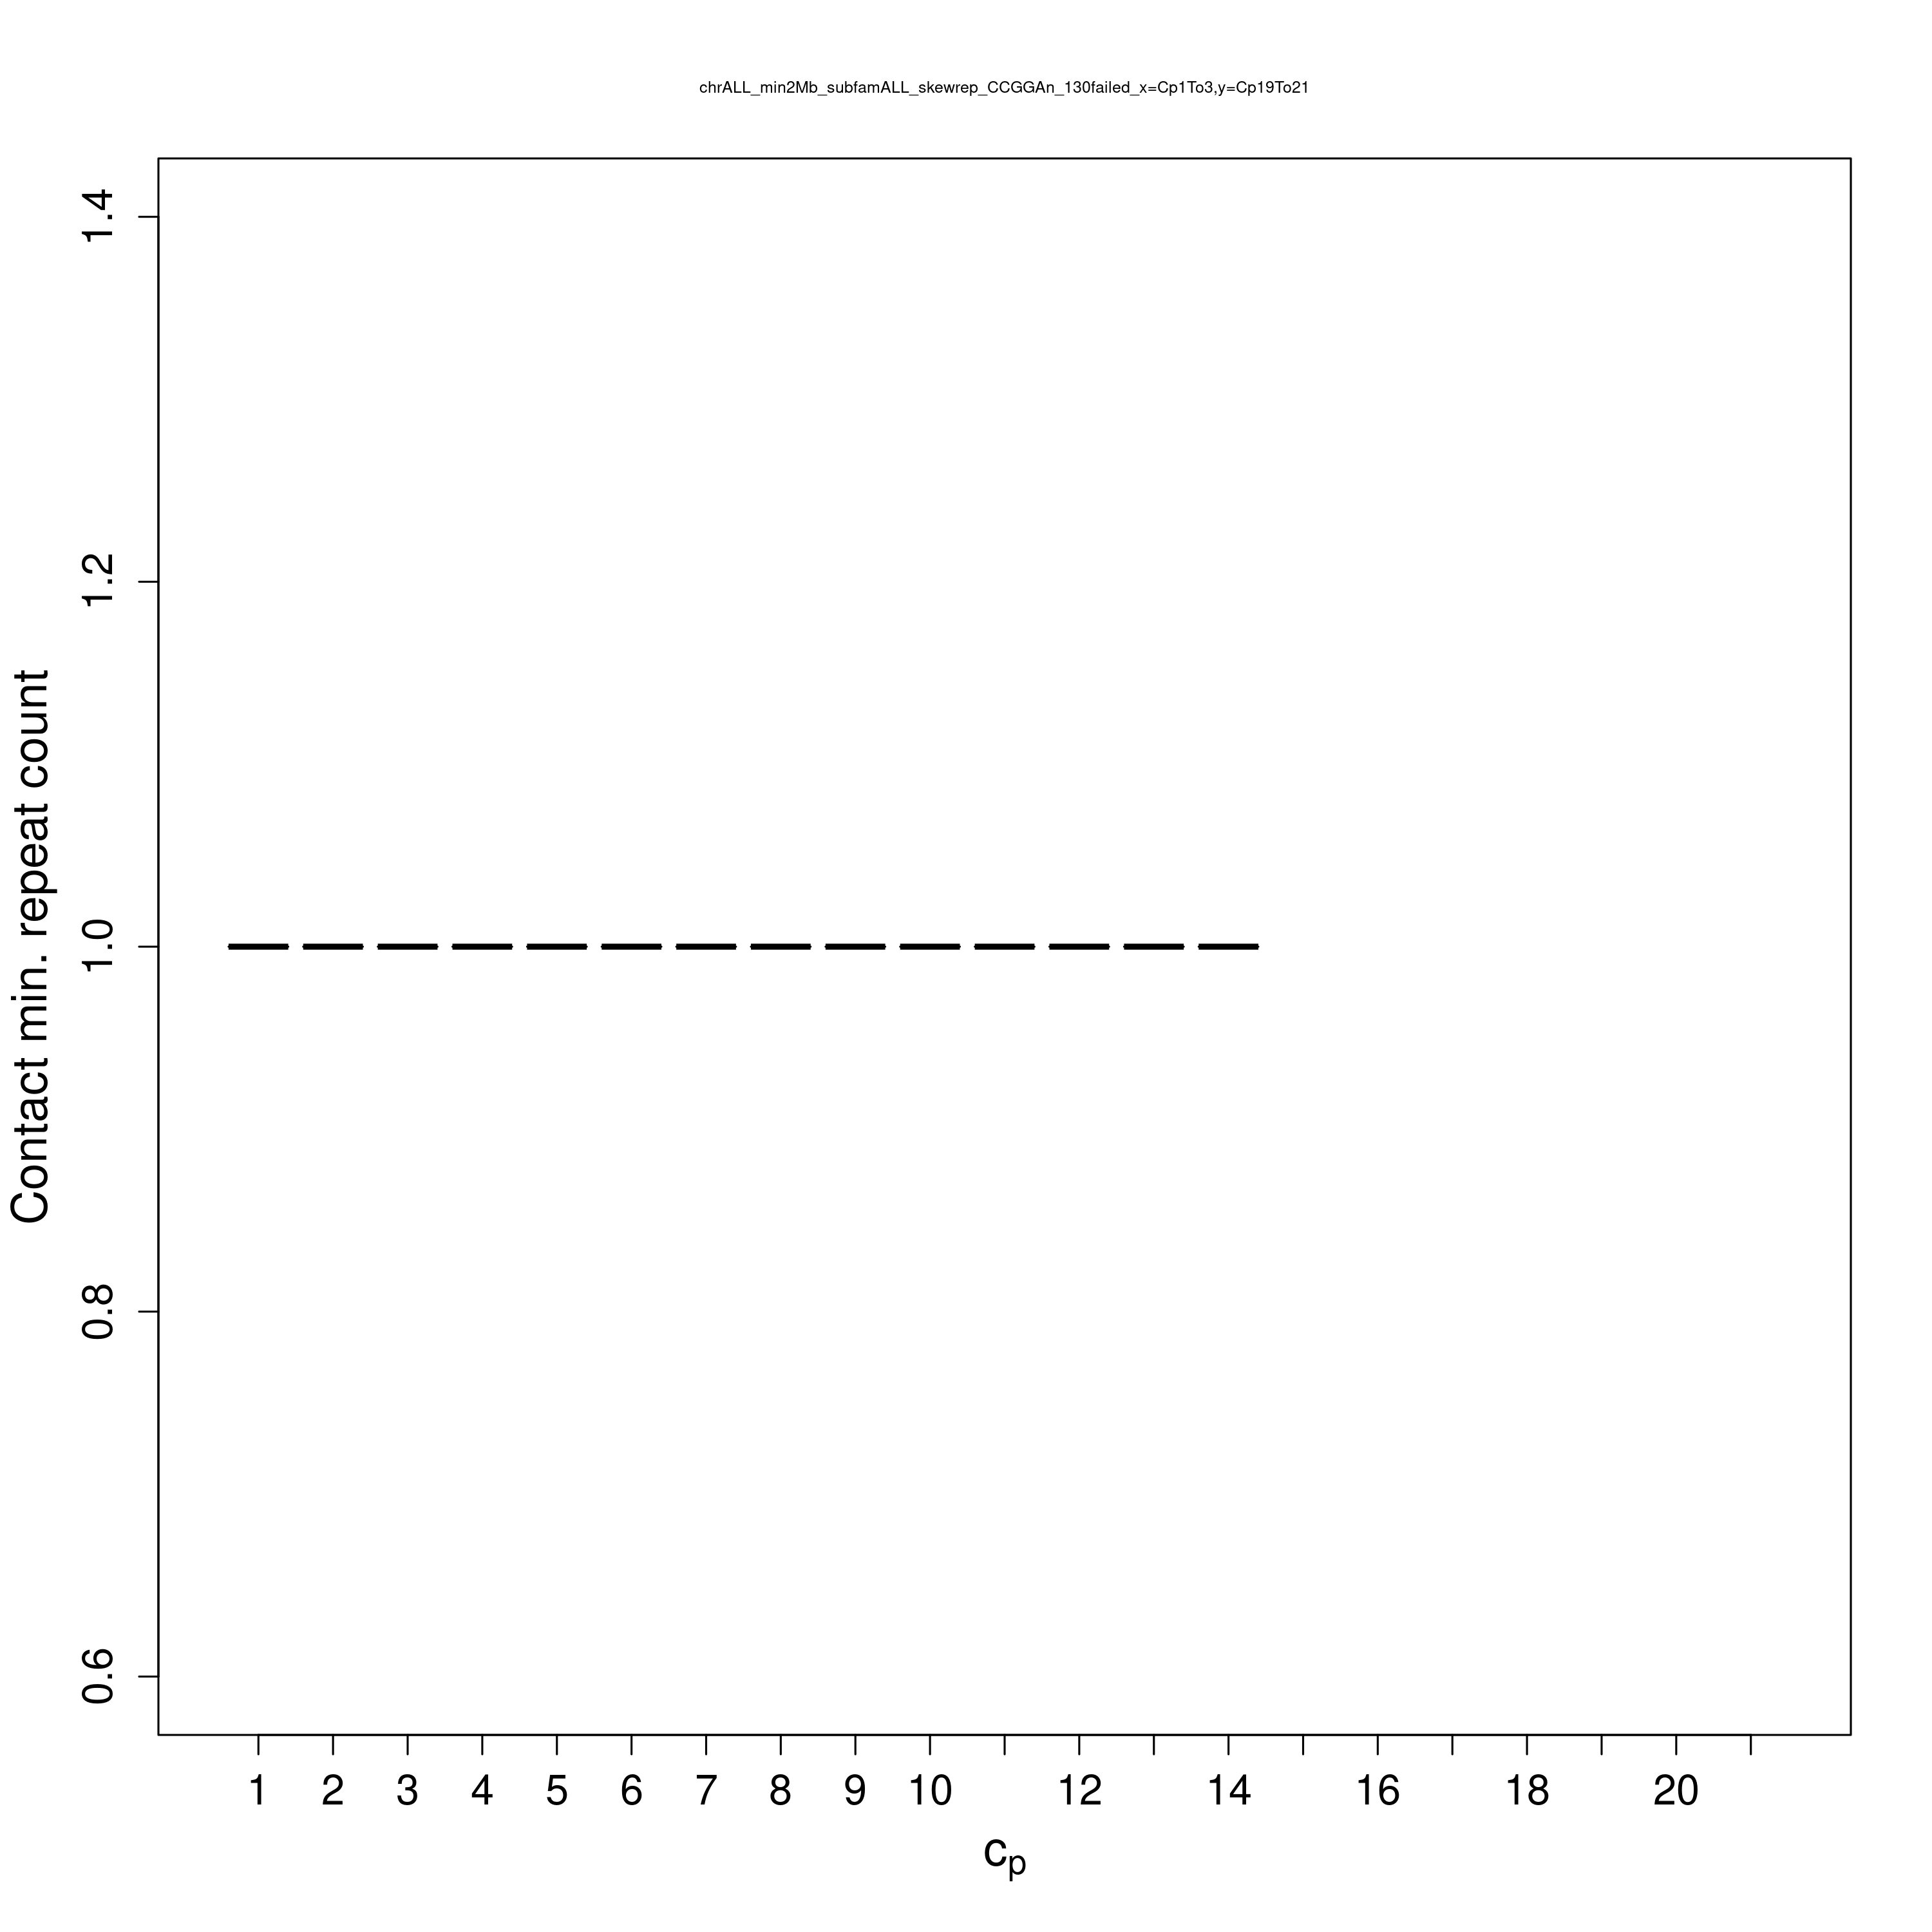 chrALL_min2Mb_subfamALL_skewrep_CCGGAn_130failed_x=Cp1To3,y=Cp19To21
Contact min. repeat count
1.4
1.2
1.0
0.8
0.6
1 2 3 4 5 6 7 8 9 10 12 14 16 18 20
cp